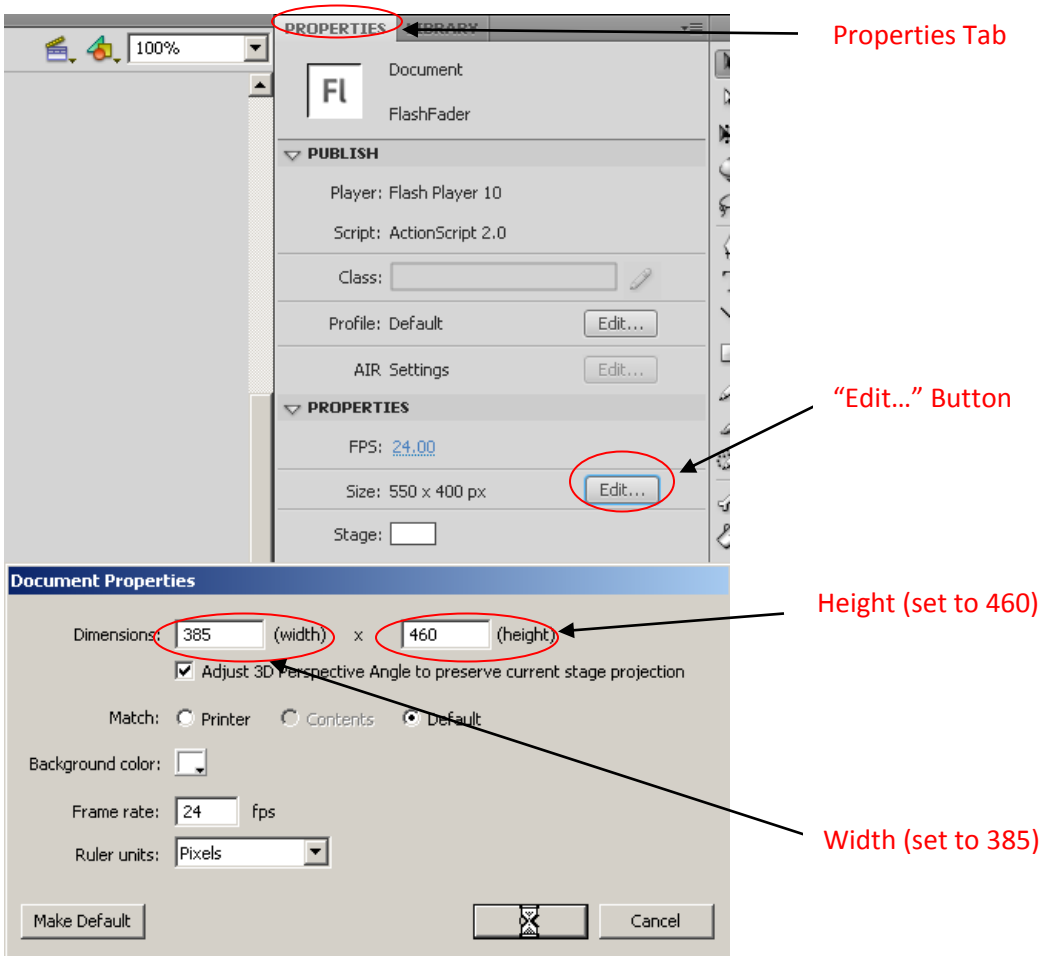 PROPERTIES LIBRARY
Properties Tab
100%
Document
Fl
FlashFader
PUBLISH
Player: Flash Player 10
Script: ActionScript 2.0
Class:
Profile: Default Edit...
AIR Settings Edit...
PROPERTIES
“Edit…” Button
FPS: 24.00
Size: 550 x 400 px Edit...
Stage:
Document Properties
Height (set to 460)
Dimensions: 385 (width) x 460 (height)
Adjust 3D Perspective Angle to preserve current stage projection
Match: Printer Contents Default
Background color:
Frame rate: 24 fps
Width (set to 385)
Ruler units: Pixels
Make Default Cancel